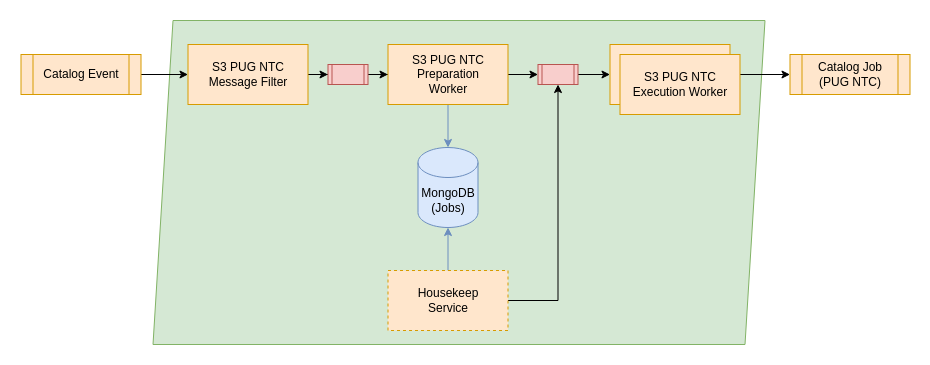 Catalog Event
S3 PUG NTC
Message Filter
S3 PUG NTC
Preparation
Worker
S3 PUG NTC
Execution Worker
Catalog Job
(PUG NTC)
MongoDB
(Jobs)
Housekeep
Service